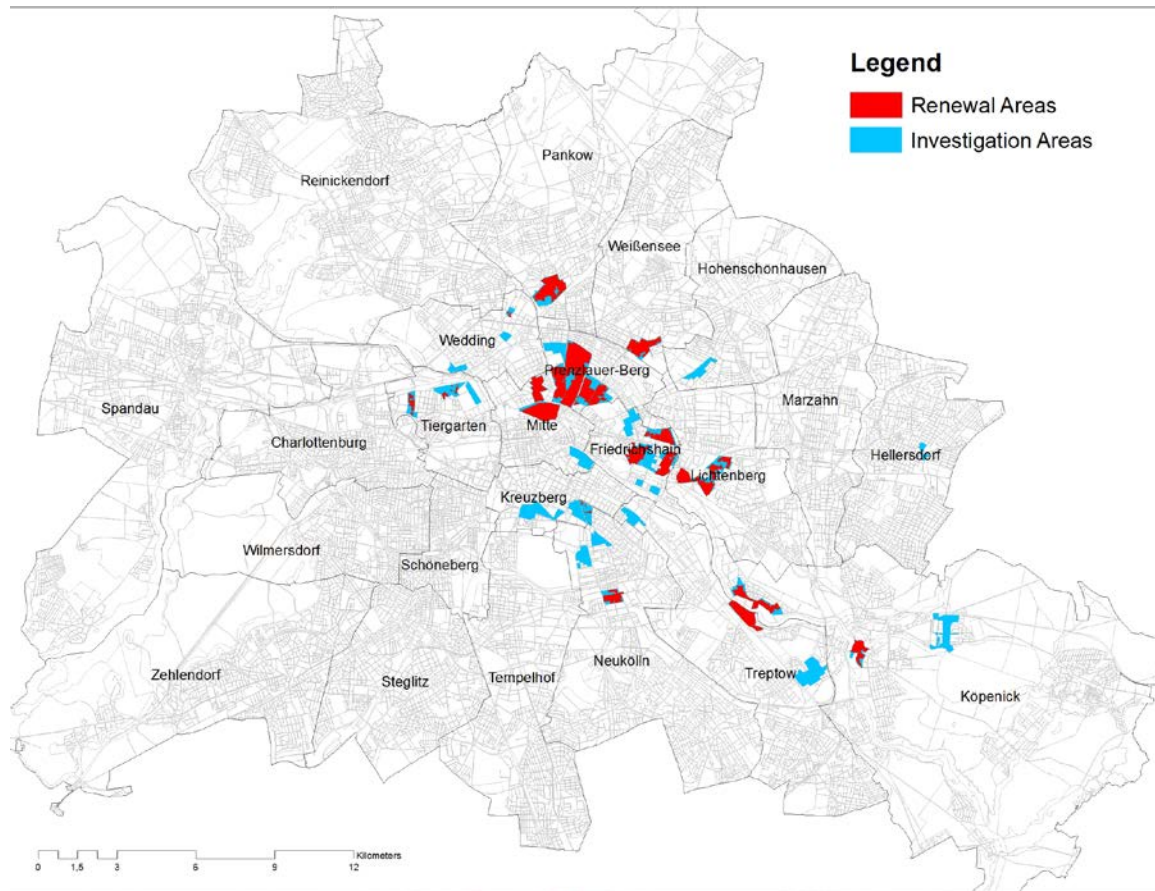 Legend
Renewal Areas
Investigation Areas
Pankow
Reinickendorf
Weißensee
Hohenschonhausen
Wedding
Prenzlauer-Berg
Marzahn
Spandau
Tiergarten
Mitte
Charlottenburg
Friedrichshain
Hellersdorf
Lichtenberg
Kreuzberg
Wilmersdorf
Schöneberg
Neukölln
Zehlendorf
Steglitz
Tempelhof
Treptow
Köpenick
Kilometers
0 1,5 3 6 9 12